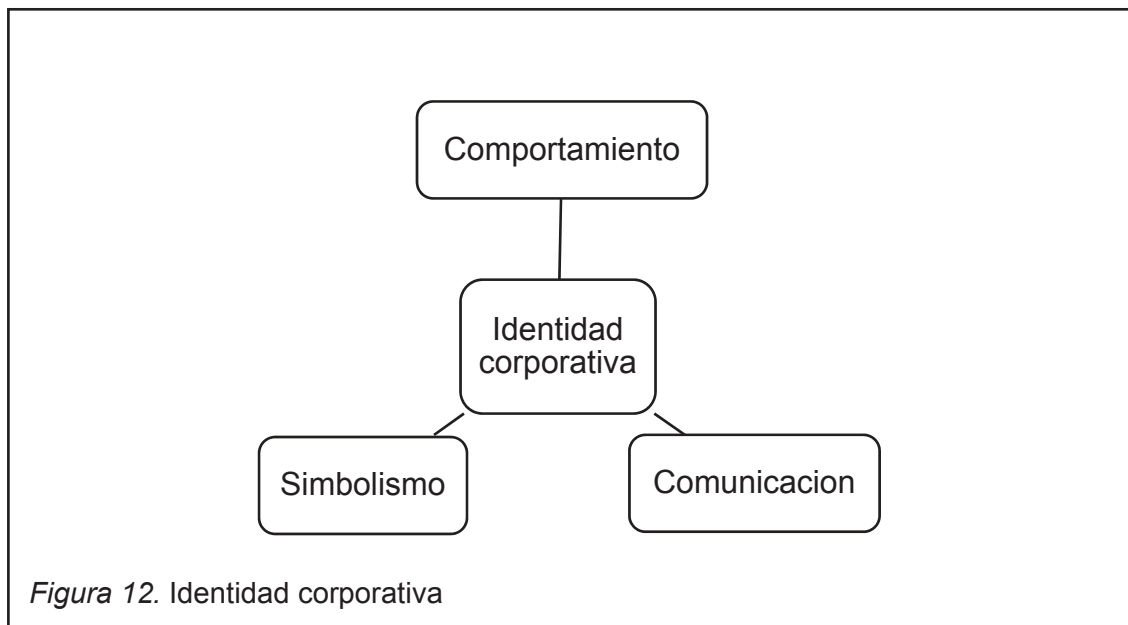 Comportamiento
Identidad
corporativa
Simbolismo
Comunicacion
Figura 12. Identidad corporativa